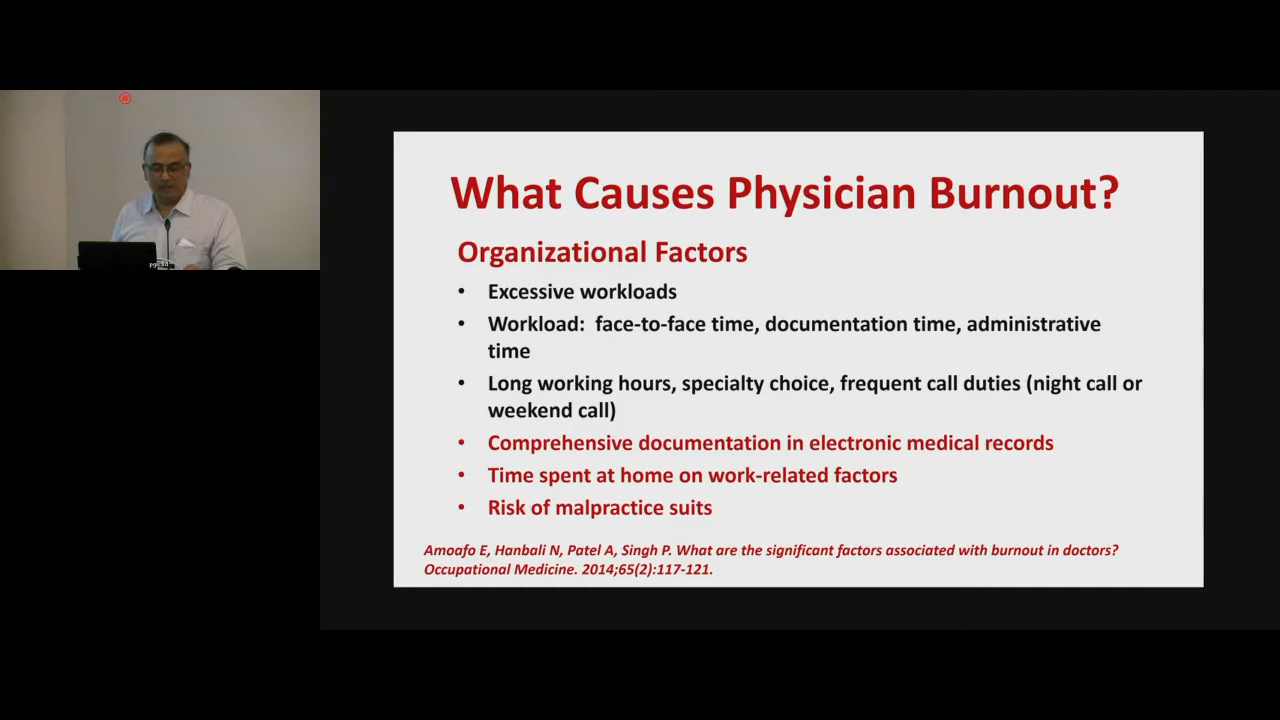 What Causes Physician Burnout?
Organizational Factors
• Excessive workloads
• Workload: face-to-face time, documentation time, administrative
time
• Long working hours, specialty choice, frequent call duties (night call or
weekend call)
• Comprehensive documentation in electronic medical records
• Time spent at home on work-related factors
• Risk of malpractice suits
Amoafo E, Hanbali N, Patel A, Singh P. What are the significant factors associated with burnout in doctors?
Occupational Medicine. 2014;65(2):117-121.